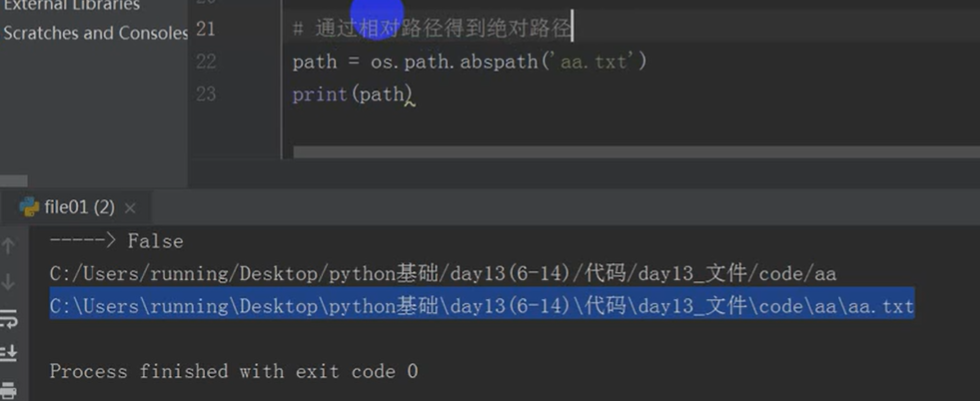 External Libraries
Scratches and Consoles
21 # 通过相对路径得到绝对路径
22 path = os.path.abspath('aa.txt')
23 print(path)
file01 (2) ×
-----> False
C:/Users/running/Desktop/python基础/day13(6-14)/代码/day13_文件/code/aa
C:\Users\running\Desktop\python基础\day13(6-14)\代码\day13_文件\code\aa\aa.txt
Process finished with exit code 0